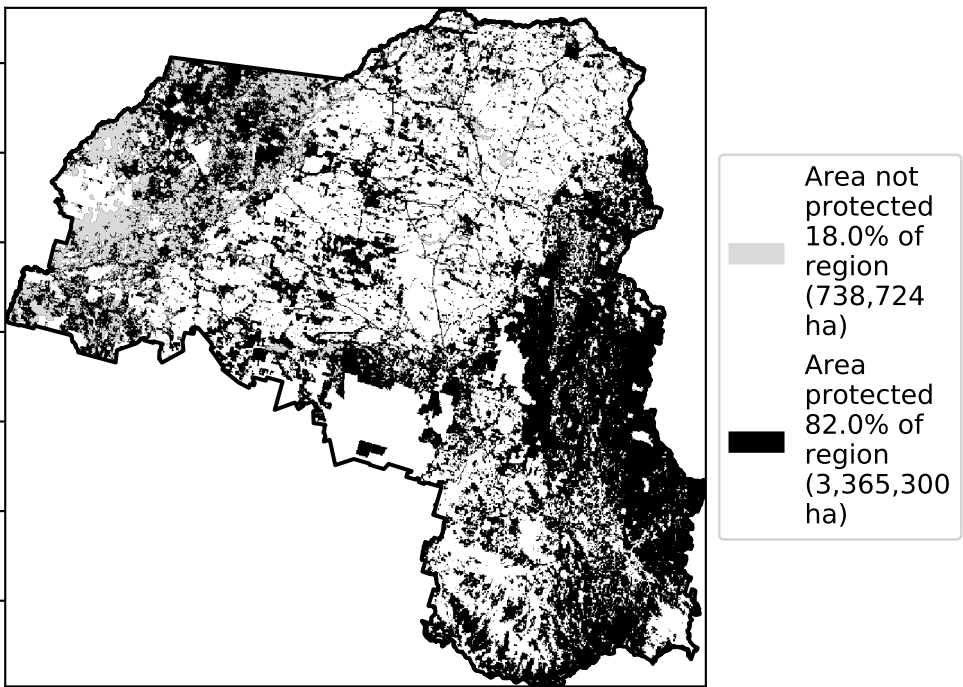 Area not
protected
18.0% of
region
(738,724
ha)
Area
protected
82.0% of
region
(3,365,300
ha)